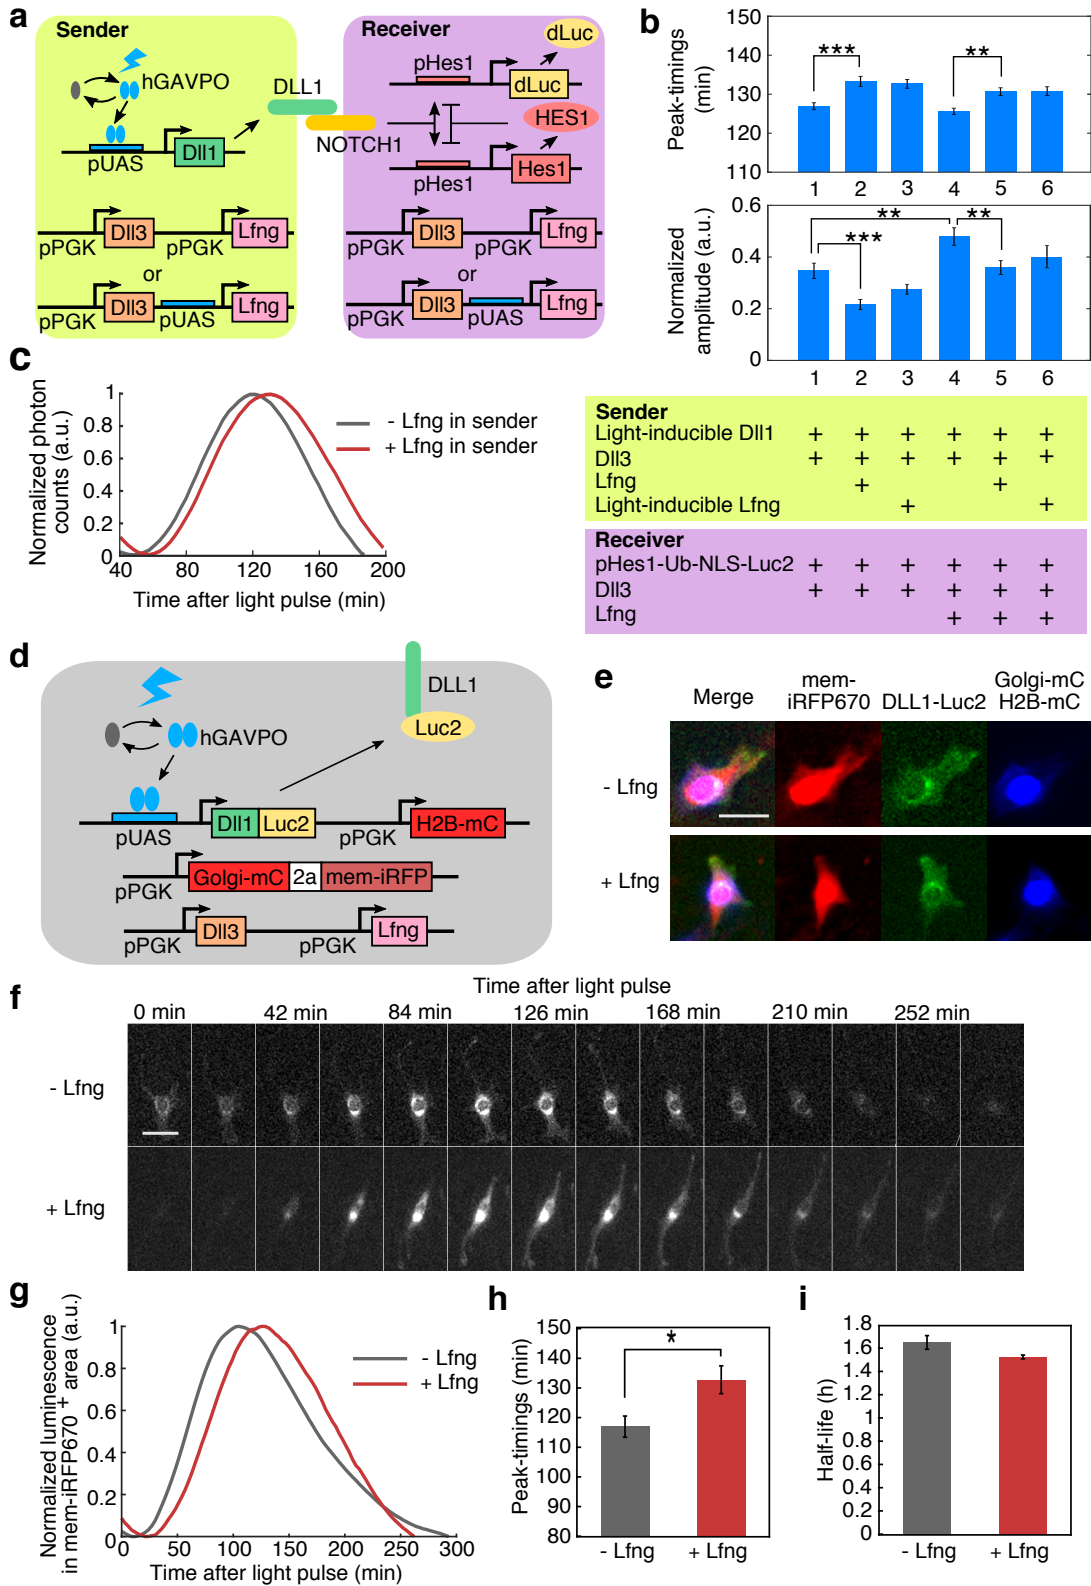 a
Sender
hGAVPO
pUAS
Dll1
DLL1
NOTCH1
pPGK
Dll3
pPGK
Lfng
or
pPGK
Dll3
pUAS
Lfng
Receiver
dLuc
pHes1
dLuc
HES1
pHes1
Hes1
pPGK
Dll3
pPGK
Lfng
or
pPGK
Dll3
pUAS
Lfng
b
Peak-timings
(min)
150
130
110
***
**
1 2 3 4 5 6
Normalized
amplitude (a.u.)
0.6
0.4
0.2
0
**
***
**
1 2 3 4 5 6
Sender
Light-inducible Dll1 + + + + + +
Dll3 + + + + + +
Lfng + +
Light-inducible Lfng + +
Receiver
pHes1-Ub-NLS-Luc2 + + + + + +
Dll3 + + + + + +
Lfng + + +
c
Normalized photon
counts (a.u.)
1
0.8
0.6
0.4
0.2
0
40 80 120 160 200
Time after light pulse (min)
- Lfng in sender
+ Lfng in sender
d
hGAVPO
DLL1
Luc2
pUAS
Dll1 Luc2
pPGK
H2B-mC
pPGK
Golgi-mC 2a mem-iRFP
pPGK
Dll3
pPGK
Lfng
e
Merge
mem-
iRFP670
DLL1-Luc2
Golgi-mC
H2B-mC
- Lfng
+ Lfng
f
Time after light pulse
0 min 42 min 84 min 126 min 168 min 210 min 252 min
- Lfng
+ Lfng
g
Normalized luminescence
in mem-iRFP670+ area (a.u.)
1
0.8
0.6
0.4
0.2
0
0 50 100 150 200 250 300
Time after light pulse (min)
- Lfng
+ Lfng
h
Peak-timings (min)
150
140
130
120
110
100
90
80
*
- Lfng + Lfng
i
Half-life (h)
1.8
1.6
1.4
1.2
1
0.8
0.6
0.4
0.2
0
- Lfng + Lfng